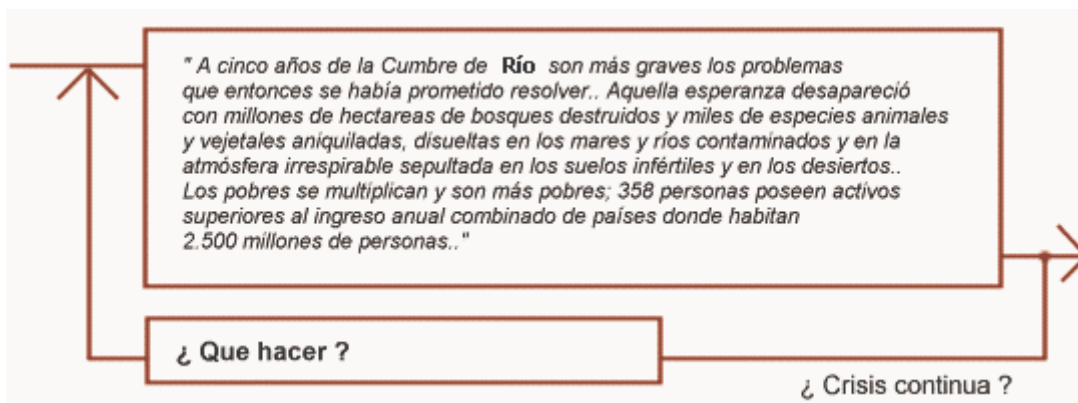 " A cinco años de la Cumbre de Río son más graves los problemas
que entonces se había prometido resolver.. Aquella esperanza desapareció
con millones de hectareas de bosques destruidos y miles de especies animales
y vejetales aniquiladas, disueltas en los mares y ríos contaminados y en la
atmósfera irrespirable sepultada en los suelos infértiles y en los desiertos..
Los pobres se multiplican y son más pobres; 358 personas poseen activos
superiores al ingreso anual combinado de países donde habitan
2.500 millones de personas.."
¿ Que hacer ?
¿ Crisis continua ?